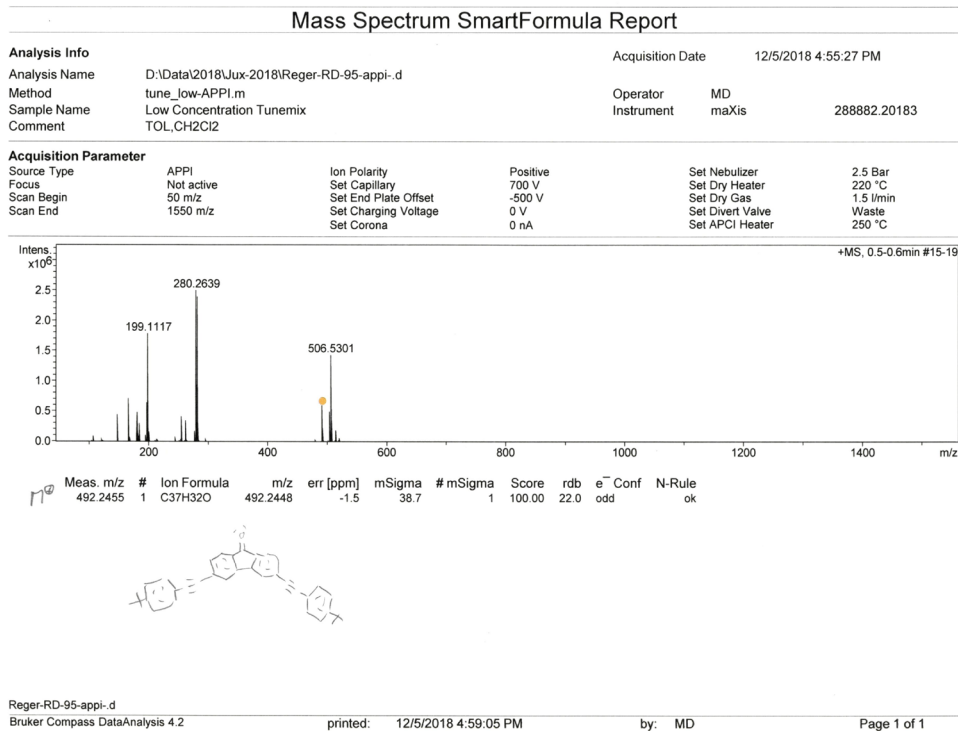 Mass Spectrum SmartFormula Report
Analysis Info
Acquisition Date 12/5/2018 4:55:27 PM
Analysis Name D:\Data\2018\Jux-2018\Reger-RD-95-appi-.d
Method tune_low-APPI.m Operator MD
Sample Name Low Concentration Tunemix Instrument maXis 288882.20183
Comment TOL,CH2Cl2
Acquisition Parameter
Source Type APPI Ion Polarity Positive Set Nebulizer 2.5 Bar
Focus Not active Set Capillary 700 V Set Dry Heater 220 °C
Scan Begin 50 m/z Set End Plate Offset -500 V Set Dry Gas 1.5 l/min
Scan End 1550 m/z Set Charging Voltage 0 V Set Divert Valve Waste
Set Corona 0 nA Set APCI Heater 250 °C
Intens. +MS, 0.5-0.6min #15-19
x10⁶
280.2639
2.5
2.0
199.1117
1.5
506.5301
1.0
0.5
0.0
200 400 600 800 1000 1200 1400 m/z
Meas. m/z # Ion Formula m/z err [ppm] mSigma # mSigma Score rdb e⁻ Conf N-Rule
M⊕ 492.2455 1 C37H32O 492.2448 -1.5 38.7 1 100.00 22.0 odd ok
O
Reger-RD-95-appi-.d
Bruker Compass DataAnalysis 4.2 printed: 12/5/2018 4:59:05 PM by: MD Page 1 of 1